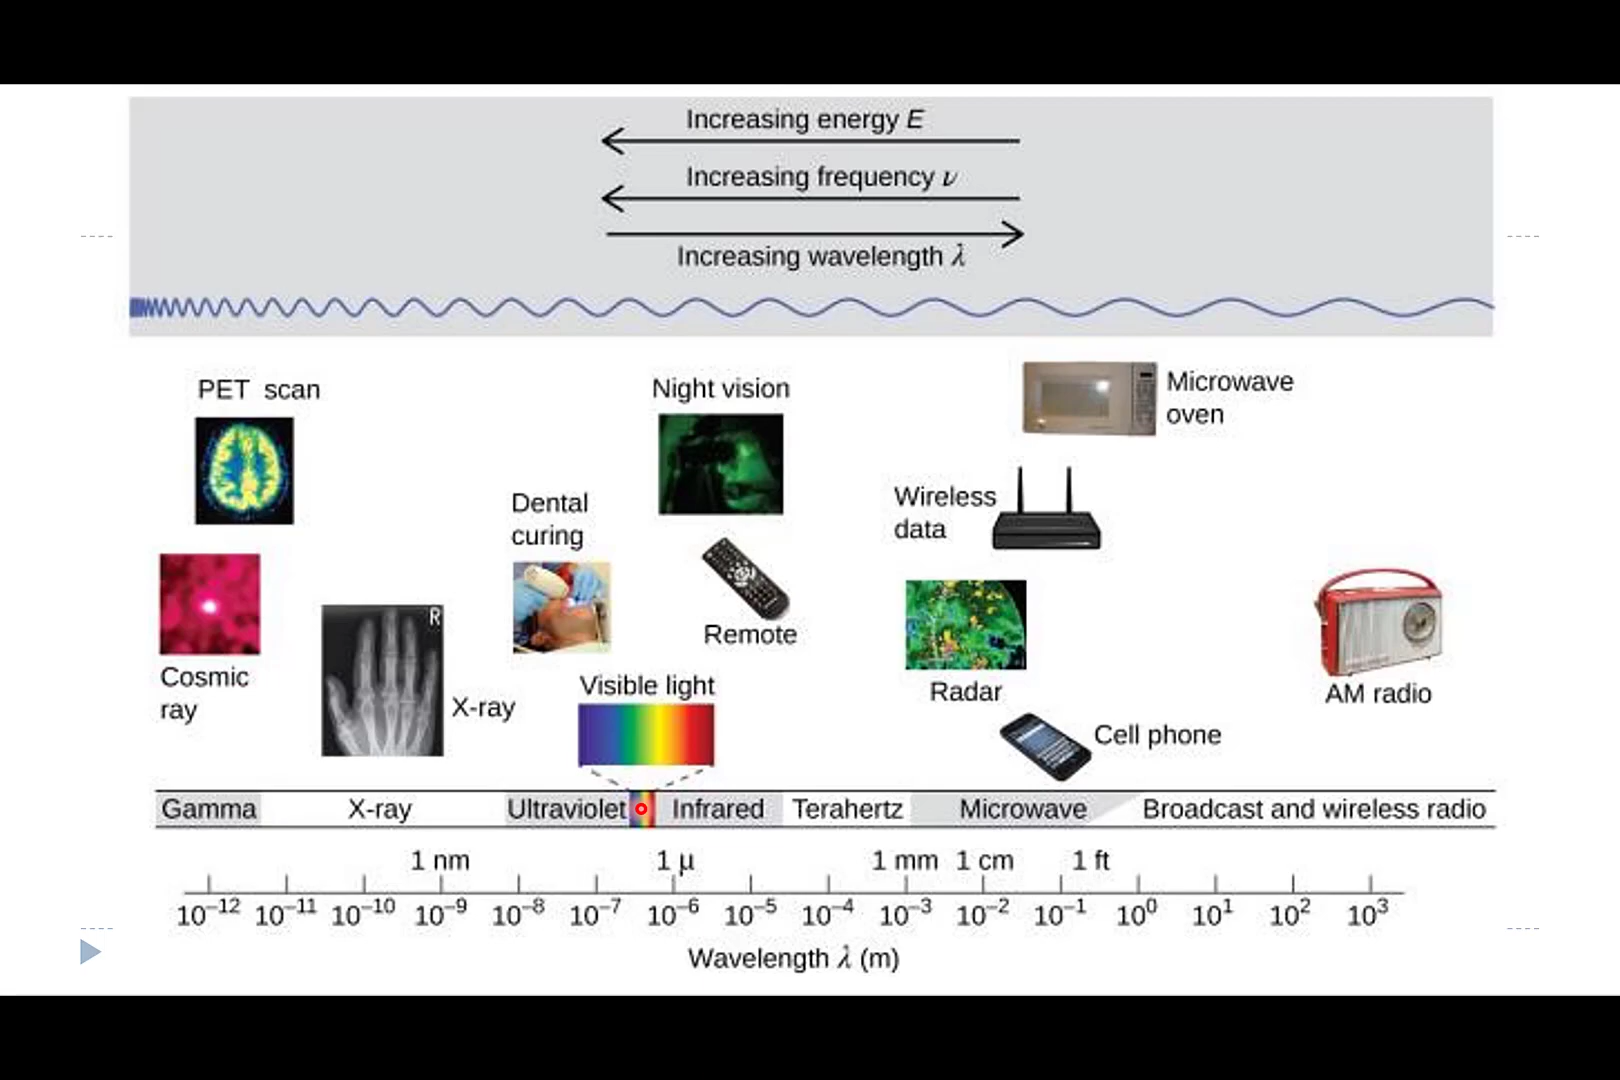 Increasing energy E
Increasing frequency ν
Increasing wavelength λ
PET scan
Night vision
Microwave
oven
Dental
curing
Wireless
data
Cosmic
ray
R
X-ray
Remote
Visible light
Radar
Cell phone
AM radio
Gamma X-ray Ultraviolet Infrared Terahertz Microwave Broadcast and wireless radio
1 nm 1 µ 1 mm 1 cm 1 ft
10⁻¹² 10⁻¹¹ 10⁻¹⁰ 10⁻⁹ 10⁻⁸ 10⁻⁷ 10⁻⁶ 10⁻⁵ 10⁻⁴ 10⁻³ 10⁻² 10⁻¹ 10⁰ 10¹ 10² 10³
Wavelength λ (m)